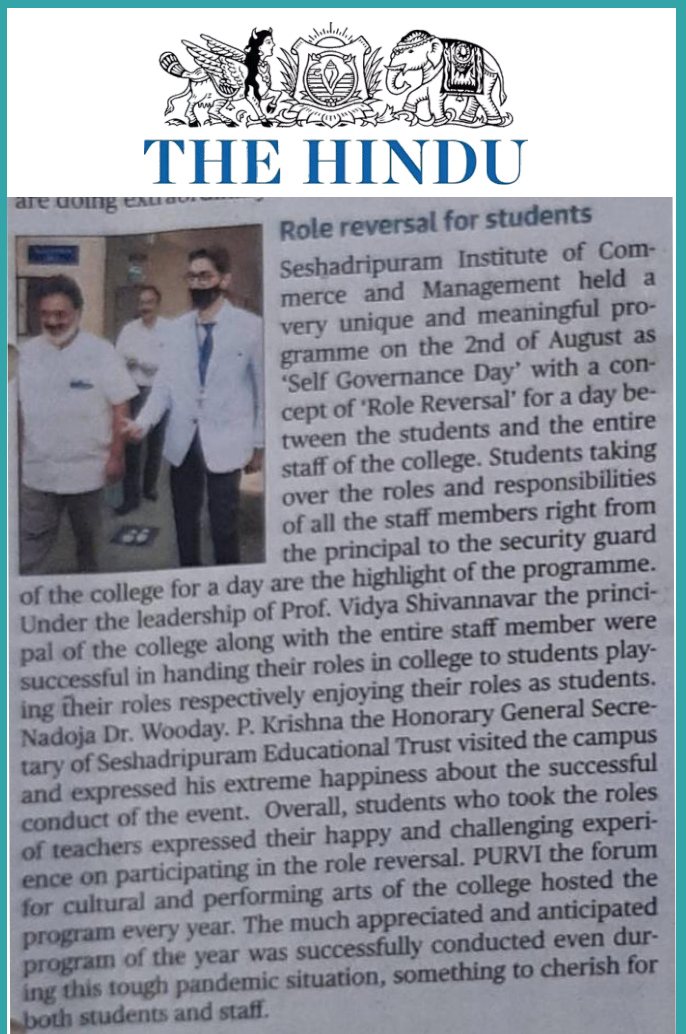 THE HINDU
are doing
Role reversal for students
Seshadripuram Institute of Com-
merce and Management held a
very unique and meaningful pro-
gramme on the 2nd of August as
‘Self Governance Day’ with a con-
cept of ‘Role Reversal’ for a day be-
tween the students and the entire
staff of the college. Students taking
over the roles and responsibilities
of all the staff members right from
the principal to the security guard
of the college for a day are the highlight of the programme.
Under the leadership of Prof. Vidya Shivannavar the princi-
pal of the college along with the entire staff member were
successful in handing their roles in college to students play-
ing their roles respectively enjoying their roles as students.
Nadoja Dr. Wooday. P. Krishna the Honorary General Secre-
tary of Seshadripuram Educational Trust visited the campus
and expressed his extreme happiness about the successful
conduct of the event. Overall, students who took the roles
of teachers expressed their happy and challenging experi-
ence on participating in the role reversal. PURVI the forum
for cultural and performing arts of the college hosted the
program every year. The much appreciated and anticipated
program of the year was successfully conducted even dur-
ing this tough pandemic situation, something to cherish for
both students and staff.